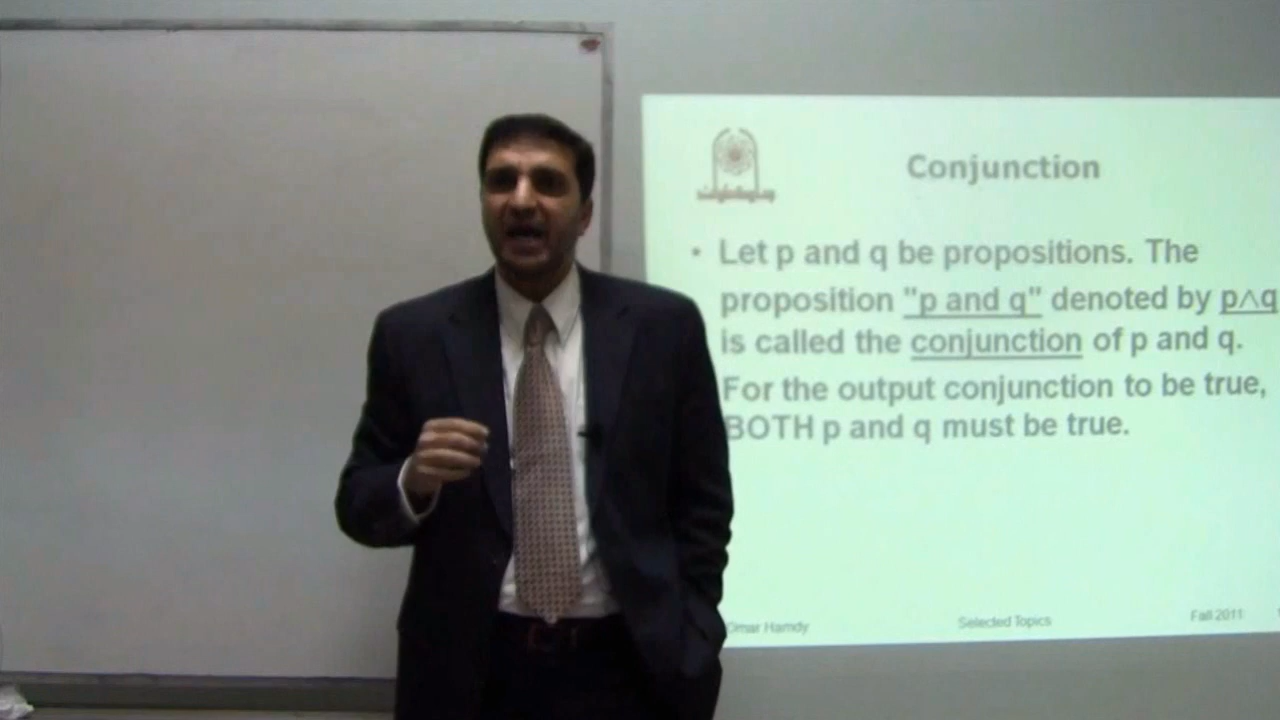 Conjunction
• Let p and q be propositions. The
proposition "p and q" denoted by p∧q
is called the conjunction of p and q.
For the output conjunction to be true,
BOTH p and q must be true.
Omar Hamdy
Selected Topics
Fall 2011